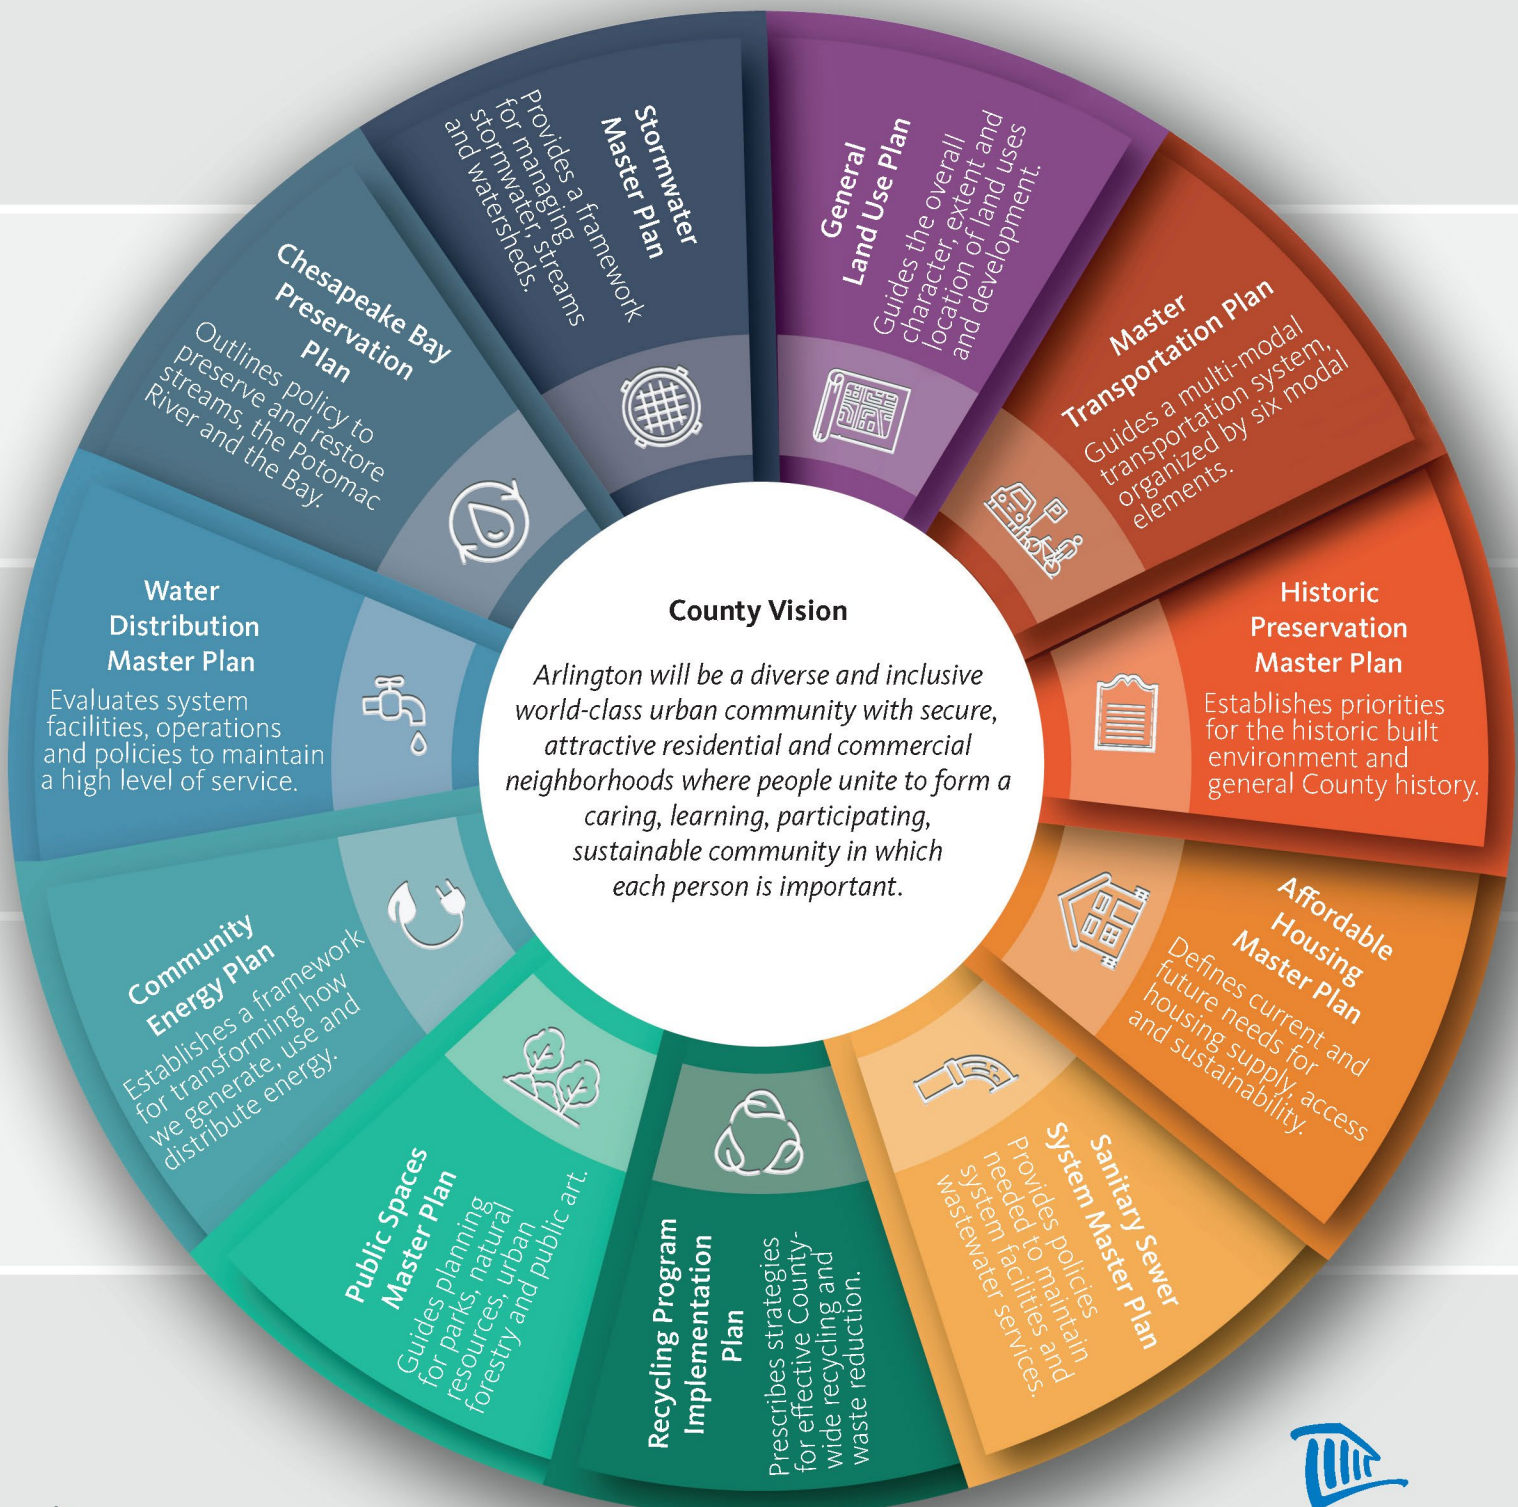 County Vision
Arlington will be a diverse and inclusive
world-class urban community with secure,
attractive residential and commercial
neighborhoods where people unite to form a
caring, learning, participating,
sustainable community in which
each person is important.
General
Land Use Plan
Guides the overall
character, extent and
location of land uses
and development.
Master
Transportation Plan
Guides a multi-modal
transportation system,
organized by six modal
elements.
Historic
Preservation
Master Plan
Establishes priorities
for the historic built
environment and
general County history.
Affordable
Housing
Master Plan
Defines current and
future needs for
housing supply, access
and sustainability.
Sanitary Sewer
System Master Plan
Provides policies
needed to maintain
system facilities and
wastewater services.
Recycling Program
Implementation
Plan
Prescribes strategies
for effective County-
wide recycling and
waste reduction.
Public Spaces
Master Plan
Guides planning
for parks, natural
resources, urban
forestry and public art.
Community
Energy Plan
Establishes a framework
for transforming how
we generate, use and
distribute energy.
Water
Distribution
Master Plan
Evaluates system
facilities, operations
and policies to maintain
a high level of service.
Chesapeake Bay
Preservation
Plan
Outlines policy to
preserve and restore
streams, the Potomac
River and the Bay.
Stormwater
Master Plan
Provides a framework
for managing
stormwater, streams
and watersheds.
P